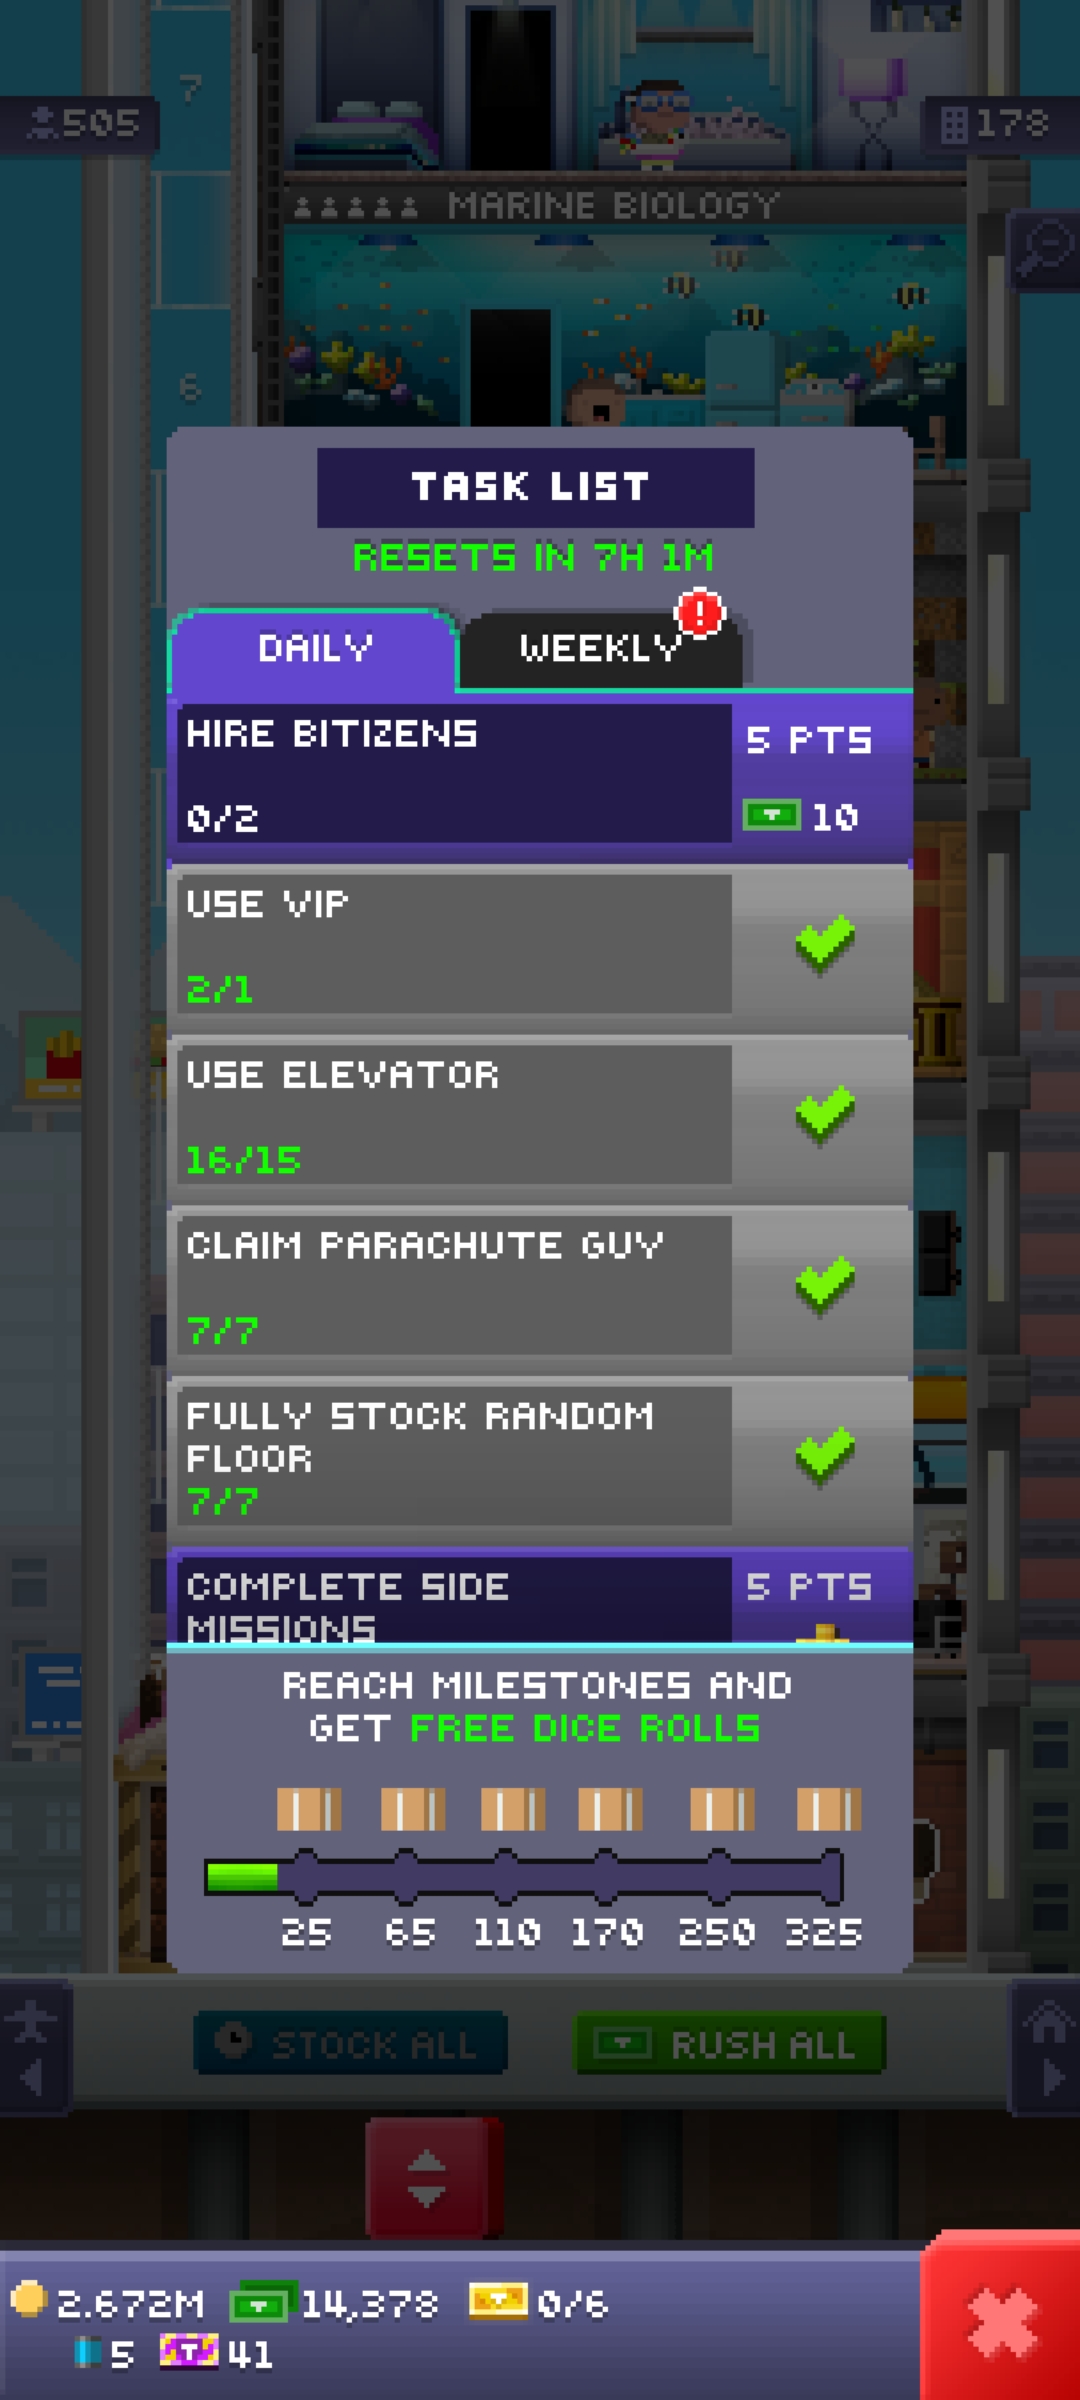 7
505
178
MARINE BIOLOGY
6
TASK LIST
RESETS IN 7H 1M
DAILY
WEEKLY
!
HIRE BITIZENS
5 PTS
0/2
10
USE VIP
2/1
USE ELEVATOR
16/15
CLAIM PARACHUTE GUY
7/7
FULLY STOCK RANDOM
FLOOR
7/7
COMPLETE SIDE
5 PTS
MISSIONS
REACH MILESTONES AND
GET FREE DICE ROLLS
25 65 110 170 250 325
STOCK ALL
RUSH ALL
2.672M 14,378 0/6
5 41